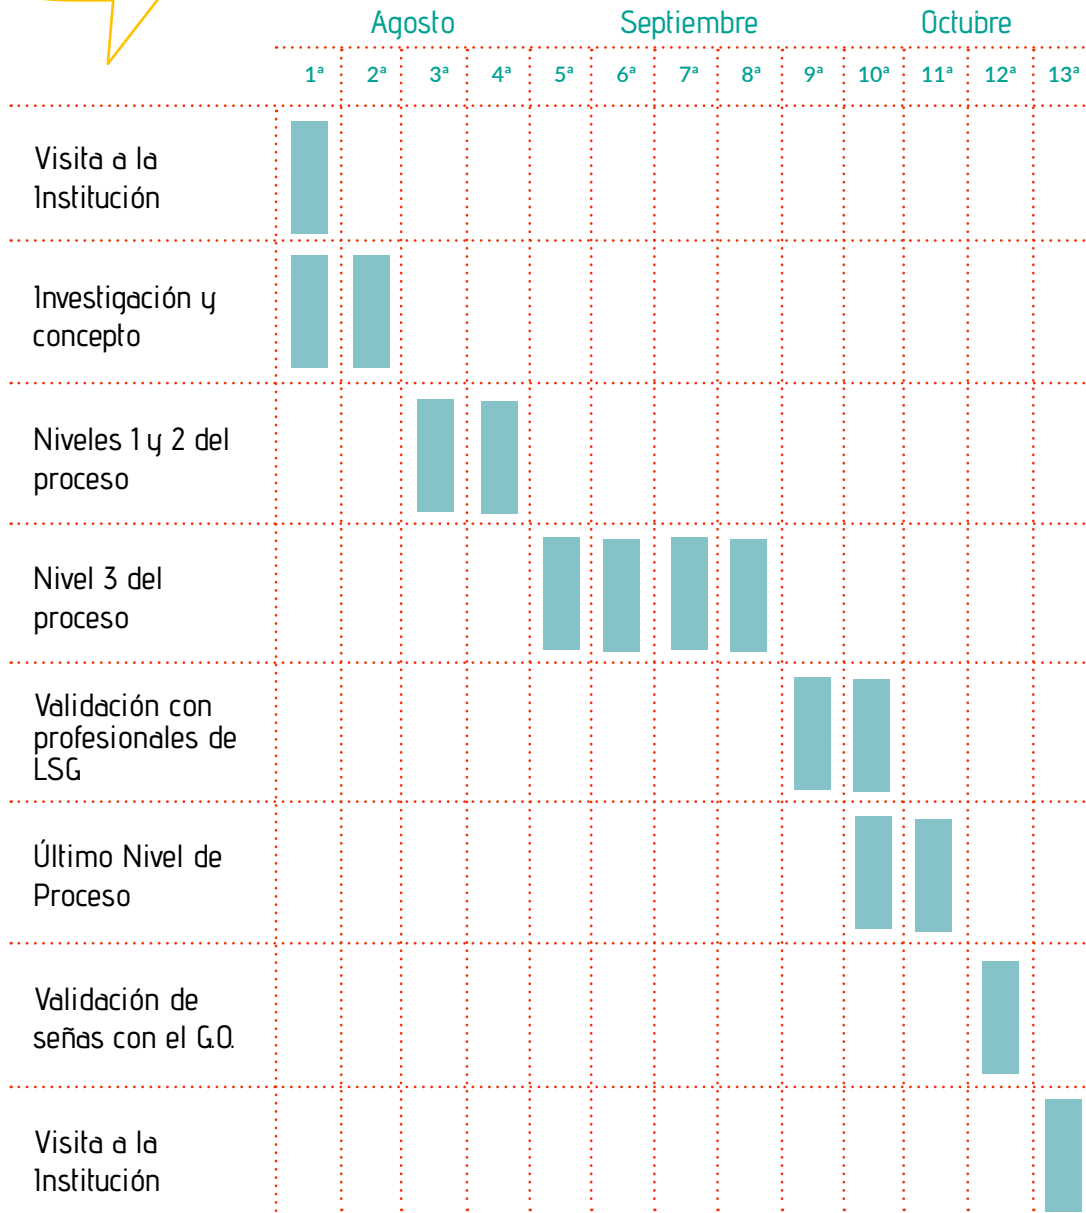 Agosto Septiembre Octubre
1ª 2ª 3ª 4ª 5ª 6ª 7ª 8ª 9ª 10ª 11ª 12ª 13ª
Visita a la
Institución
Investigación y
concepto
Niveles 1 y 2 del
proceso
Nivel 3 del
proceso
Validación con
profesionales de
LSG
Último Nivel de
Proceso
Validación de
señas con el G.O.
Visita a la
Institución